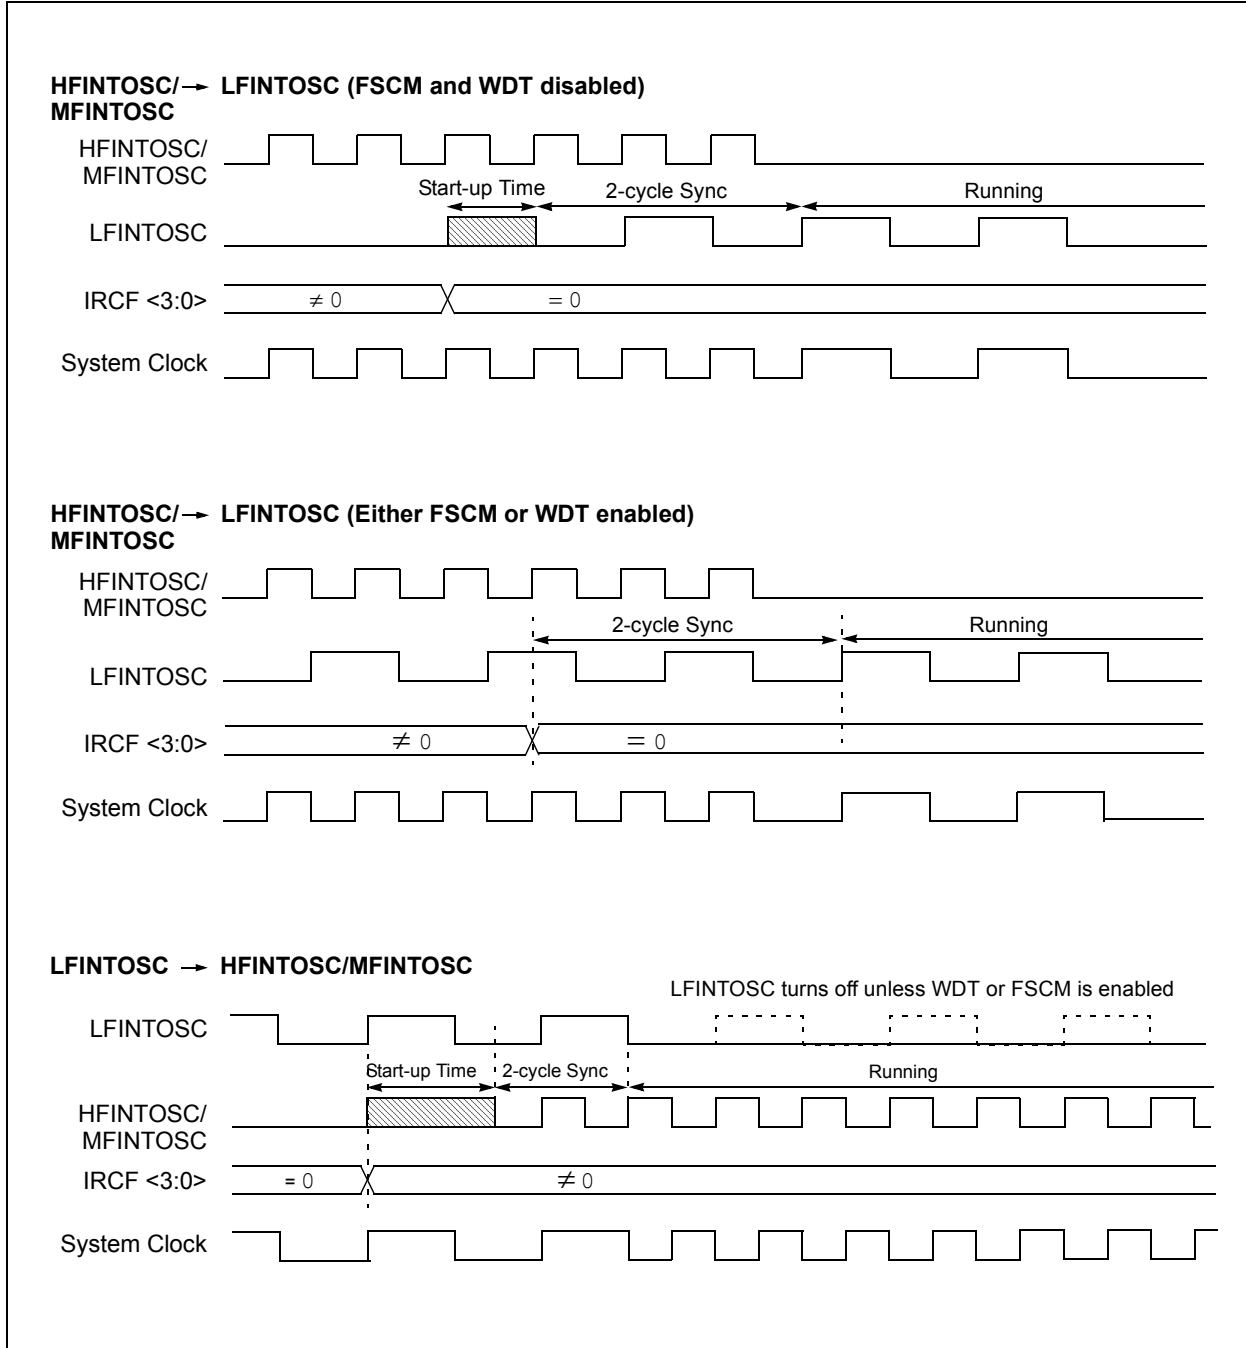 HFINTOSC/→ LFINTOSC (FSCM and WDT disabled)
MFINTOSC
HFINTOSC/
MFINTOSC
Start-up Time 2-cycle Sync Running
LFINTOSC
IRCF <3:0> ≠ 0 = 0
System Clock
HFINTOSC/→ LFINTOSC (Either FSCM or WDT enabled)
MFINTOSC
HFINTOSC/
MFINTOSC
2-cycle Sync Running
LFINTOSC
IRCF <3:0> ≠ 0 = 0
System Clock
LFINTOSC → HFINTOSC/MFINTOSC
LFINTOSC turns off unless WDT or FSCM is enabled
LFINTOSC
Start-up Time 2-cycle Sync Running
HFINTOSC/
MFINTOSC
IRCF <3:0> = 0 ≠ 0
System Clock